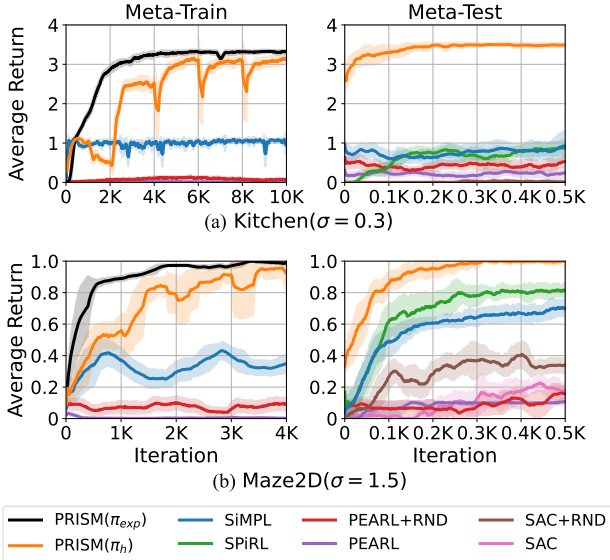 Meta-Train Meta-Test
Average Return
4 4
3 3
2 2
1 1
0 0
0 2K 4K 6K 8K 10K 0 0.1K 0.2K 0.3K 0.4K 0.5K
(a) Kitchen(σ = 0.3)
Average Return
1.0 1.0
0.8 0.8
0.6 0.6
0.4 0.4
0.2 0.2
0 0
0 1K 2K 3K 4K 0 0.1K 0.2K 0.3K 0.4K 0.5K
Iteration Iteration
(b) Maze2D(σ = 1.5)
PRISM(π_exp) SiMPL PEARL+RND SAC+RND
PRISM(π_h) SPiRL PEARL SAC